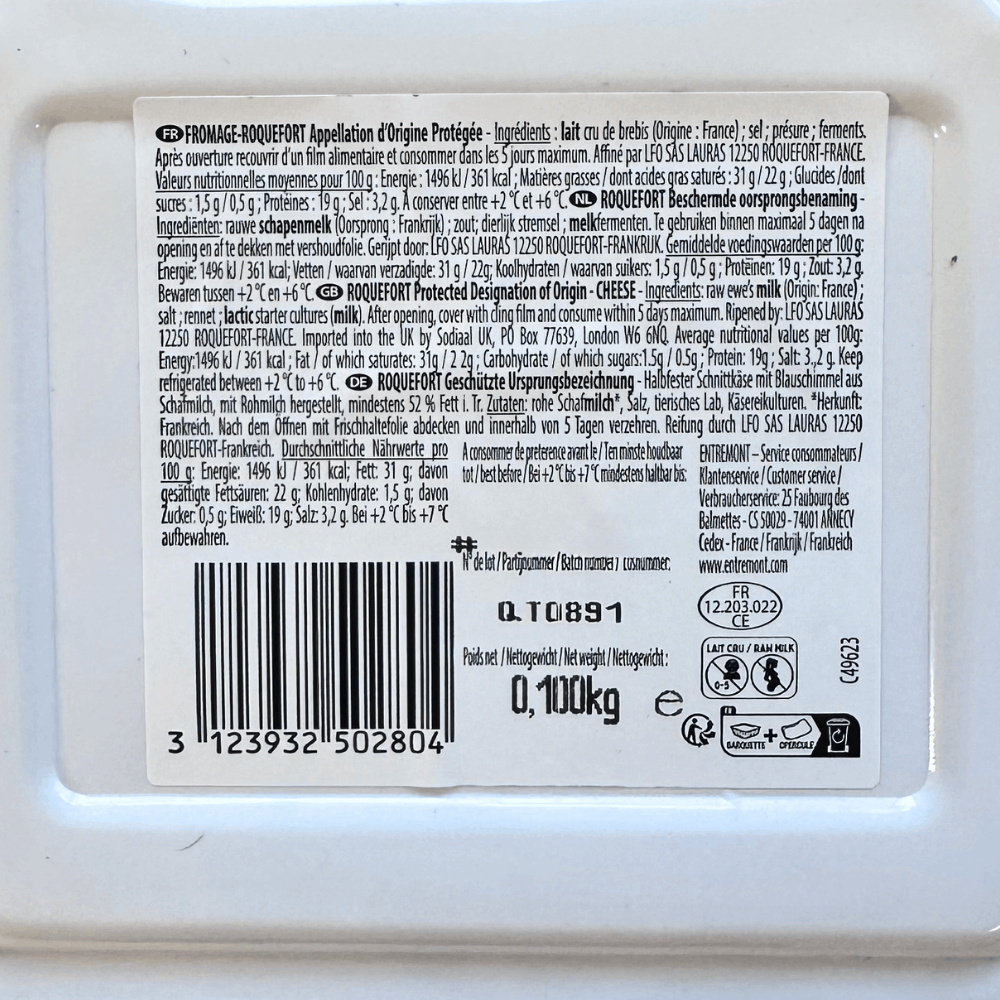 FR FROMAGE-ROQUEFORT Appellation d'Origine Protégée - Ingrédients : lait cru de brebis (Origine : France) ; sel ; présure ; ferments.
Après ouverture recouvrir d'un film alimentaire et consommer dans les 5 jours maximum. Affiné par LFO SAS LAURAS 12250 ROQUEFORT-FRANCE.
Valeurs nutritionnelles moyennes pour 100 g : Energie : 1496 kJ / 361 kcal ; Matières grasses / dont acides gras saturés : 31 g / 22 g ; Glucides /dont
sucres : 1,5 g / 0,5 g ; Protéines : 19 g ; Sel : 3,2 g. A conserver entre +2 °C et +6 °C. NL ROQUEFORT Beschermde oorsprongsbenaming -
Ingrediënten: rauwe schapenmelk (Oorsprong : Frankrijk) ; zout; dierlijk stremsel ; melkfermenten. Te gebruiken binnen maximaal 5 dagen na
opening en af te dekken met vershoudfolie. Gerijpt door: LFO SAS LAURAS 12250 ROQUEFORT-FRANKRIJK. Gemiddelde voedingswaarden per 100 g:
Energie: 1496 kJ / 361 kcal; Vetten / waarvan verzadigde: 31 g / 22g; Koolhydraten / waarvan suikers: 1,5 g / 0,5 g ; Proteïnen: 19 g ; Zout: 3,2 g.
Bewaren tussen +2 °C en +6 °C. GB ROQUEFORT Protected Designation of Origin - CHEESE - Ingredients: raw ewe's milk (Origin: France) ;
salt ; rennet ; lactic starter cultures (milk). After opening, cover with cling film and consume within 5 days maximum. Ripened by: LFO SAS LAURAS
12250 ROQUEFORT-FRANCE. Imported into the UK by Sodiaal UK, PO Box 77639, London W6 6NQ. Average nutritional values per 100g:
Energy:1496 kJ / 361 kcal ; Fat / of which saturates: 31g / 2 2g ; Carbohydrate / of which sugars:1.5g / 0.5g ; Protein: 19g ; Salt: 3.,2 g. Keep
refrigerated between +2 °C to +6 °C. DE ROQUEFORT Geschützte Ursprungsbezeichnung - Halbfester Schnittkäse mit Blauschimmel aus
Schafmilch, mit Rohmilch hergestellt, mindestens 52 % Fett i. Tr. Zutaten: rohe Schafmilch*, Salz, tierisches Lab, Käsereikulturen. *Herkunft:
Frankreich. Nach dem Öffnen mit Frischhaltefolie abdecken und innerhalb von 5 Tagen verzehren. Reifung durch LFO SAS LAURAS 12250
ROQUEFORT-Frankreich. Durchschnittliche Nährwerte pro
100 g: Energie: 1496 kJ / 361 kcal; Fett: 31 g; davon
gesättigte Fettsäuren: 22 g; Kohlenhydrate: 1,5 g; davon
Zucker: 0,5 g; Eiweiß: 19 g; Salz: 3,2 g. Bei +2 °C bis +7 °C
aufbewahren.
A consommer de preference avant le / Ten minste houdbaar
tot / best before / Bei +2 °C bis +7 °C mindestens haltbar bis:
ENTREMONT – Service consommateurs /
Klantenservice / Customer service /
Verbraucherservice: 25 Faubourg des
Balmettes - CS 50029 - 74001 ANNECY
Cedex - France / Frankrijk / Frankreich
www.entremont.com
N° de lot / Partijnummer / Batch number /
QT0891
Poids net / Nettogewicht / Net weight / Nettogewicht :
0,100kg e
FR
12.203.022
CE
LAIT CRU / RAW MILK
0-5
C49623
BARQUETTE + OPERCULE
3 123932 502804